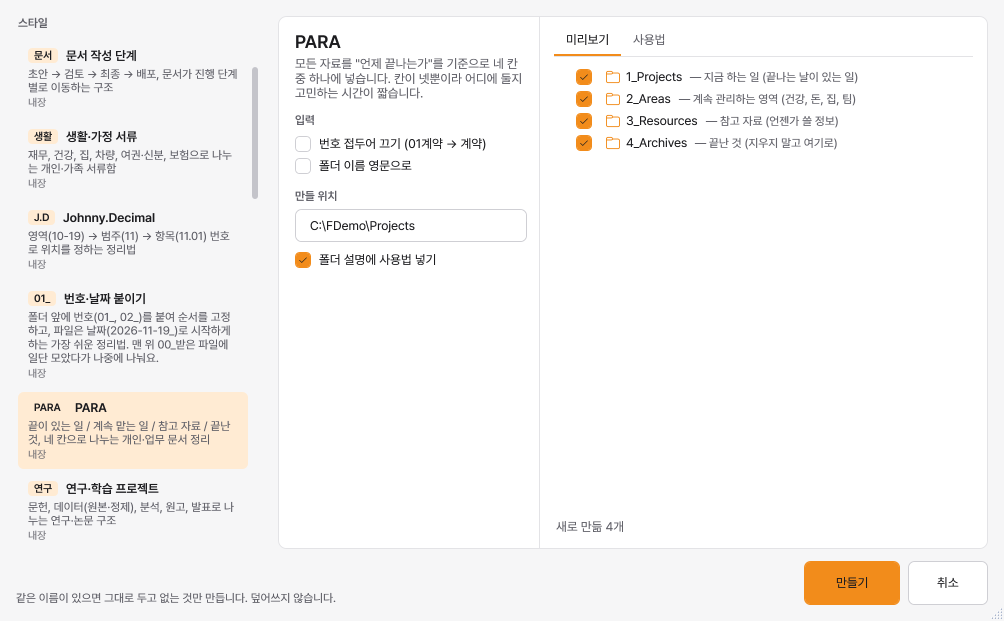 스타일
문서 문서 작성 단계
초안 → 검토 → 최종 → 배포, 문서가 진행 단계
별로 이동하는 구조
내장
생활 생활·가정 서류
재무, 건강, 집, 차량, 여권·신분, 보험으로 나누
는 개인·가족 서류함
내장
J.D Johnny.Decimal
영역(10-19) → 범주(11) → 항목(11.01) 번호
로 위치를 정하는 정리법
내장
01_ 번호·날짜 붙이기
폴더 앞에 번호(01_, 02_)를 붙여 순서를 고정
하고, 파일은 날짜(2026-11-19_)로 시작하게
하는 가장 쉬운 정리법. 맨 위 00_받은 파일에
일단 모았다가 나중에 나눠요.
내장
PARA PARA
끝이 있는 일 / 계속 맡는 일 / 참고 자료 / 끝난
것, 네 칸으로 나누는 개인·업무 문서 정리
내장
연구 연구·학습 프로젝트
문헌, 데이터(원본·정제), 분석, 원고, 발표로 나
누는 연구·논문 구조
내장
PARA
모든 자료를 "언제 끝나는가"를 기준으로 네 칸
중 하나에 넣습니다. 칸이 넷뿐이라 어디에 둘지
고민하는 시간이 짧습니다.
입력
번호 접두어 끄기 (01계약 → 계약)
폴더 이름 영문으로
만들 위치
C:\FDemo\Projects
폴더 설명에 사용법 넣기
미리보기 사용법
1_Projects — 지금 하는 일 (끝나는 날이 있는 일)
2_Areas — 계속 관리하는 영역 (건강, 돈, 집, 팀)
3_Resources — 참고 자료 (언젠가 쓸 정보)
4_Archives — 끝난 것 (지우지 말고 여기로)
새로 만듦 4개
만들기 취소
같은 이름이 있으면 그대로 두고 없는 것만 만듭니다. 덮어쓰지 않습니다.